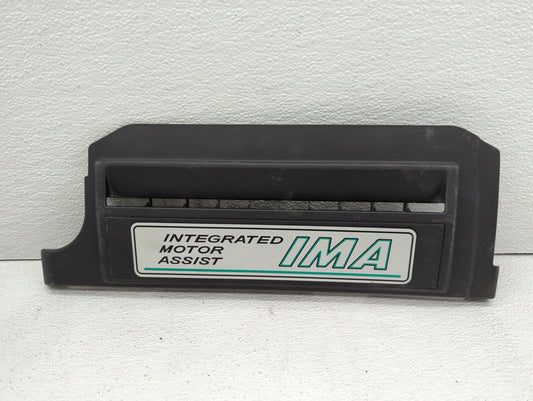 INTEGRATED
MOTOR
ASSIST
IMA